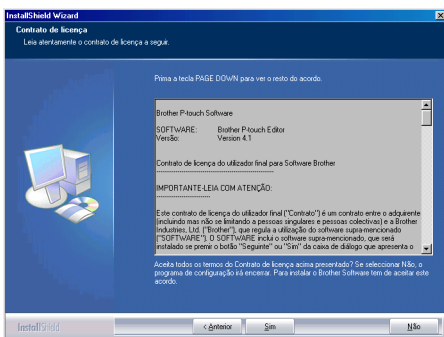 InstallShield Wizard
Contrato de licença
Leia atentamente o contrato de licença a seguir.
Prima a tecla PAGE DOWN para ver o resto do acordo.
Brother P-touch Software
SOFTWARE: Brother P-touch Editor
Versão: Version 4.1
Contrato de licença do utilizador final para Software Brother
----------------------------------------------------
IMPORTANTE-LEIA COM ATENÇÃO:
------------------------
Este contrato de licença do utilizador final ("Contrato") é um contrato entre o adquirente
(incluindo mas não se limitando a pessoas singulares e pessoas colectivas) e a Brother
Industries, Ltd. ("Brother"), que regula a utilização do software supra-mencionado
("SOFTWARE"). O SOFTWARE inclui o software supra-mencionado, que será
instalado se premir o botão "Seguinte" ou "Sim" da caixa de diálogo que apresenta o
Aceita todos os termos do Contrato de licença acima presentado? Se seleccionar Não, o
programa de configuração irá encerrar. Para instalar o Brother Software tem de aceitar este
acordo.
InstallShield
< Anterior
Sim
Não